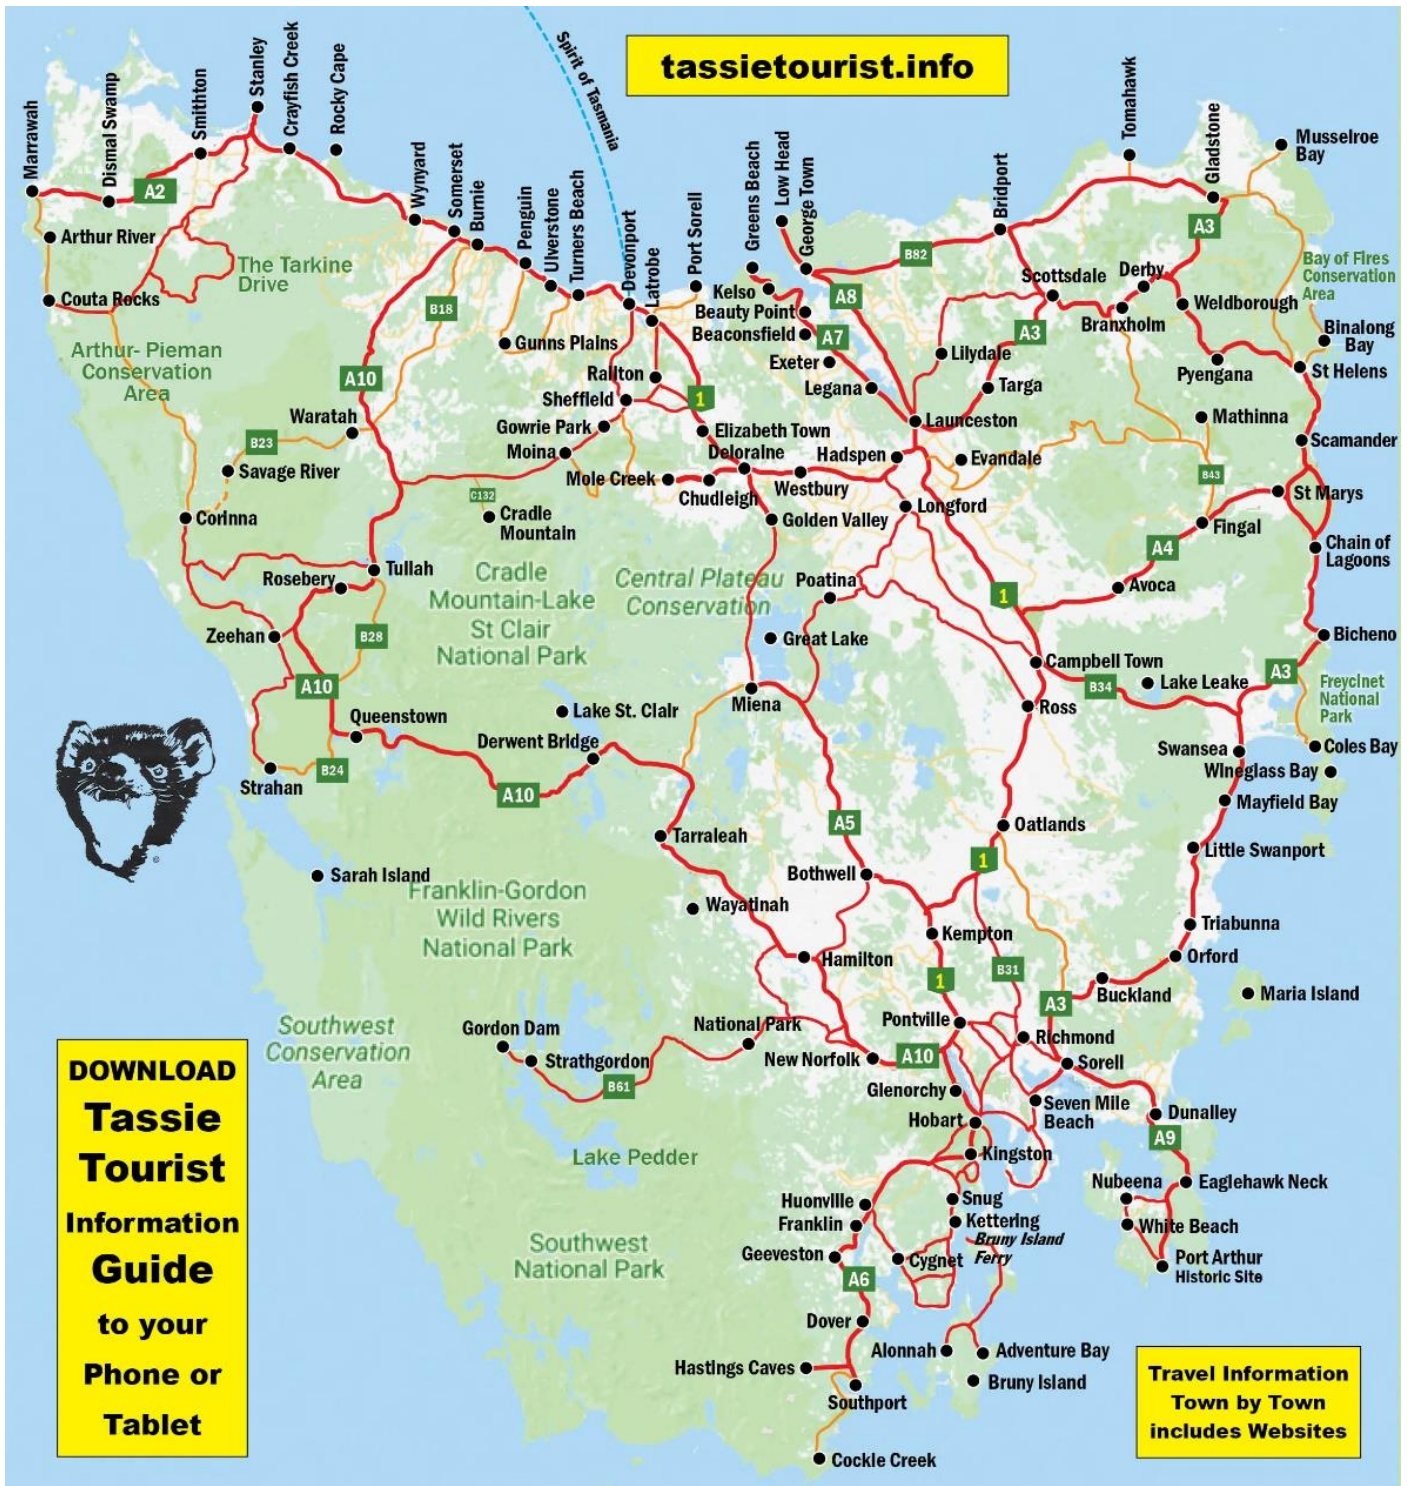 tassietourist.info
Spirit of Tasmania
Marrawah
Dismal Swamp
Smithton
Stanley
Crayfish Creek
Rocky Cape
Wynyard
Somerset
Burnie
Penguin
Ulverstone
Turners Beach
Devonport
Latrobe
Port Sorell
Greens Beach
Low Head
George Town
Bridport
Tomahawk
Gladstone
Musselroe
Bay
A2
Arthur River
The Tarkine
Drive
Couta Rocks
B18
B82
A3
Bay of Fires
Conservation
Area
Scottsdale
Derby
Kelso
A8
Weldborough
Beauty Point
Branxholm
Beaconsfield
A7
A3
Binalong
Bay
Gunns Plains
Arthur- Pieman
Conservation
Area
Exeter
Lilydale
Pyengana
St Helens
A10
Railton
Legana
Targa
Sheffield
1
Waratah
Gowrie Park
Elizabeth Town
Launceston
Mathinna
B23
Moina
Deloraine
Hadspen
Evandale
Scamander
Savage River
Mole Creek
Chudleigh
Westbury
B43
C132
Cradle
Mountain
Longford
St Marys
Corinna
Golden Valley
Fingal
A4
Chain of
Lagoons
Rosebery
Tullah
Cradle
Mountain-Lake
St Clair
National Park
Central Plateau
Conservation
Poatina
1
Avoca
Zeehan
B28
Great Lake
Bicheno
Campbell Town
A10
B34
Lake Leake
A3
Freycinet
National
Park
Miena
Ross
Queenstown
Lake St. Clair
Derwent Bridge
Swansea
Coles Bay
Strahan
B24
Wineglass Bay
A10
Mayfield Bay
Tarraleah
A5
Oatlands
Little Swanport
1
Sarah Island
Bothwell
Franklin-Gordon
Wild Rivers
National Park
Wayatinah
Triabunna
Kempton
Hamilton
Orford
B31
1
Buckland
Maria Island
A3
Southwest
Conservation
Area
Gordon Dam
National Park
Pontville
Richmond
Strathgordon
New Norfolk
A10
Sorell
B61
Glenorchy
Seven Mile
Beach
Dunalley
Hobart
A9
Lake Pedder
Kingston
Nubeena
Eaglehawk Neck
Huonville
Snug
Franklin
Kettering
White Beach
Bruny Island
Ferry
Southwest
National Park
Geeveston
Cygnet
Port Arthur
Historic Site
A6
Dover
Alonnah
Adventure Bay
Hastings Caves
Bruny Island
Southport
Cockle Creek
©
DOWNLOAD
Tassie
Tourist
Information
Guide
to your
Phone or
Tablet
Travel Information
Town by Town
includes Websites